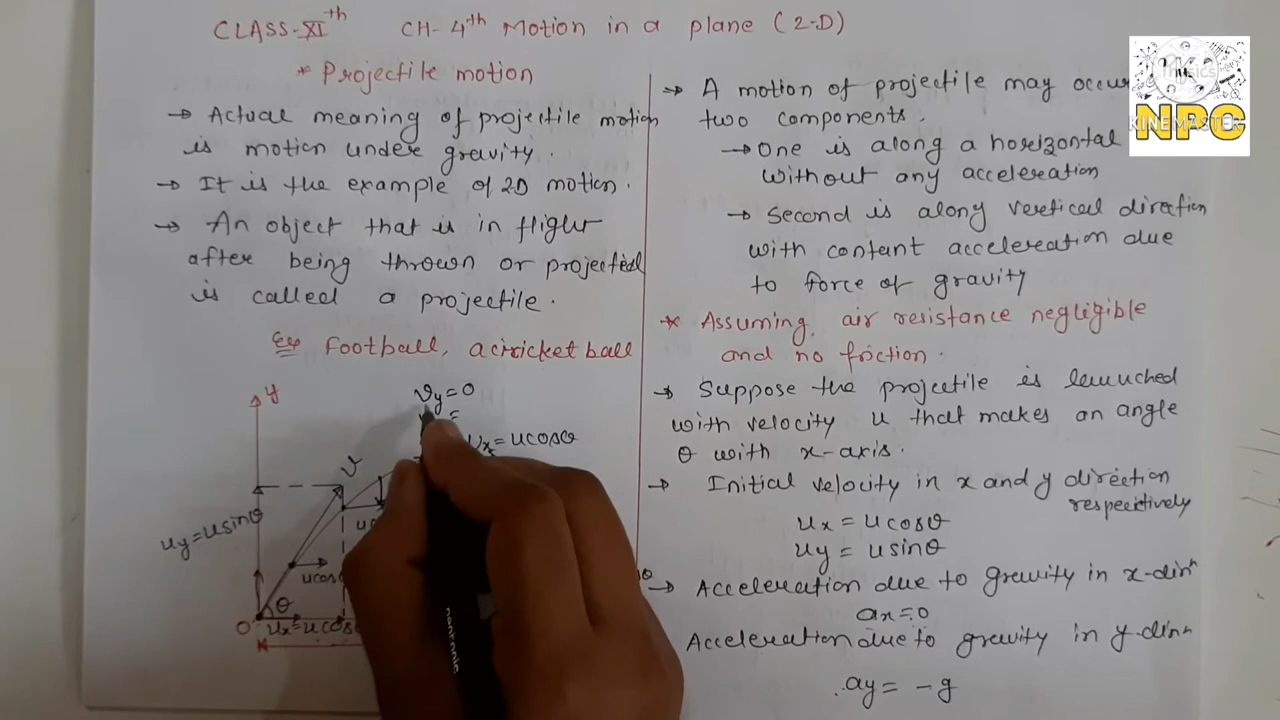 CLASS-XIth CH-4th Motion in a plane (2-D)
* Projectile motion
→ Actual meaning of projectile motion
is motion under gravity.
→ It is the example of 2D motion.
→ An object that is in flight
after being thrown or projected
is called a projectile.
Ex Football, a cricket ball
y
vy=0
ux=ucosθ
v
uy=usinθ
ucos
θ
O
ux=ucosθ
→ A motion of projectile may occur
two components.
→ One is along a horizontal
without any acceleration
→ Second is along vertical direction
with contant acceleration due
to force of gravity
* Assuming air resistance negligible
and no friction.
→ Suppose the projectile is launched
with velocity u that makes an angle
θ with x-axis.
→ Initial velocity in x and y direction
respectively
ux = ucosθ
uy = usinθ
→ Acceleration due to gravity in x-dirn
ax=0
Acceleration due to gravity in y-dirn
ay= -g
Physics
NPC
KINEMASTER